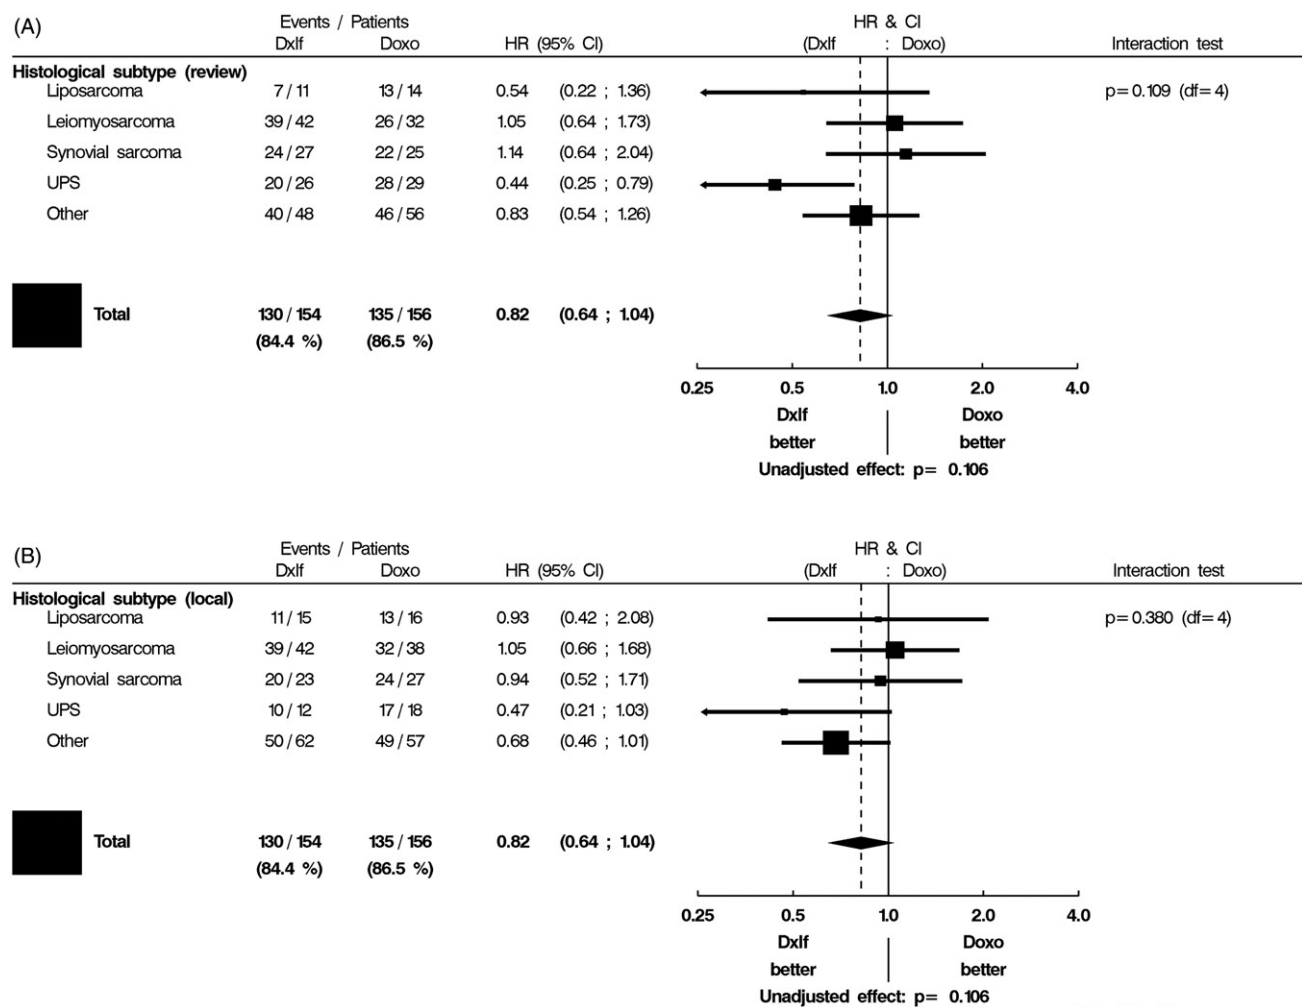 (A)
Events / Patients HR & CI
DxIf Doxo HR (95% CI) (DxIf : Doxo) Interaction test
Histological subtype (review)
Liposarcoma 7/11 13/14 0.54 (0.22 ; 1.36) p=0.109 (df=4)
Leiomyosarcoma 39/42 26/32 1.05 (0.64 ; 1.73)
Synovial sarcoma 24/27 22/25 1.14 (0.64 ; 2.04)
UPS 20/26 28/29 0.44 (0.25 ; 0.79)
Other 40/48 46/56 0.83 (0.54 ; 1.26)
Total 130/154 135/156 0.82 (0.64 ; 1.04)
(84.4 %) (86.5 %)
0.25 0.5 1.0 2.0 4.0
DxIf Doxo
better better
Unadjusted effect: p= 0.106
(B)
Events / Patients HR & CI
DxIf Doxo HR (95% CI) (DxIf : Doxo) Interaction test
Histological subtype (local)
Liposarcoma 11/15 13/16 0.93 (0.42 ; 2.08) p=0.380 (df=4)
Leiomyosarcoma 39/42 32/38 1.05 (0.66 ; 1.68)
Synovial sarcoma 20/23 24/27 0.94 (0.52 ; 1.71)
UPS 10/12 17/18 0.47 (0.21 ; 1.03)
Other 50/62 49/57 0.68 (0.46 ; 1.01)
Total 130/154 135/156 0.82 (0.64 ; 1.04)
(84.4 %) (86.5 %)
0.25 0.5 1.0 2.0 4.0
DxIf Doxo
better better
Unadjusted effect: p= 0.106